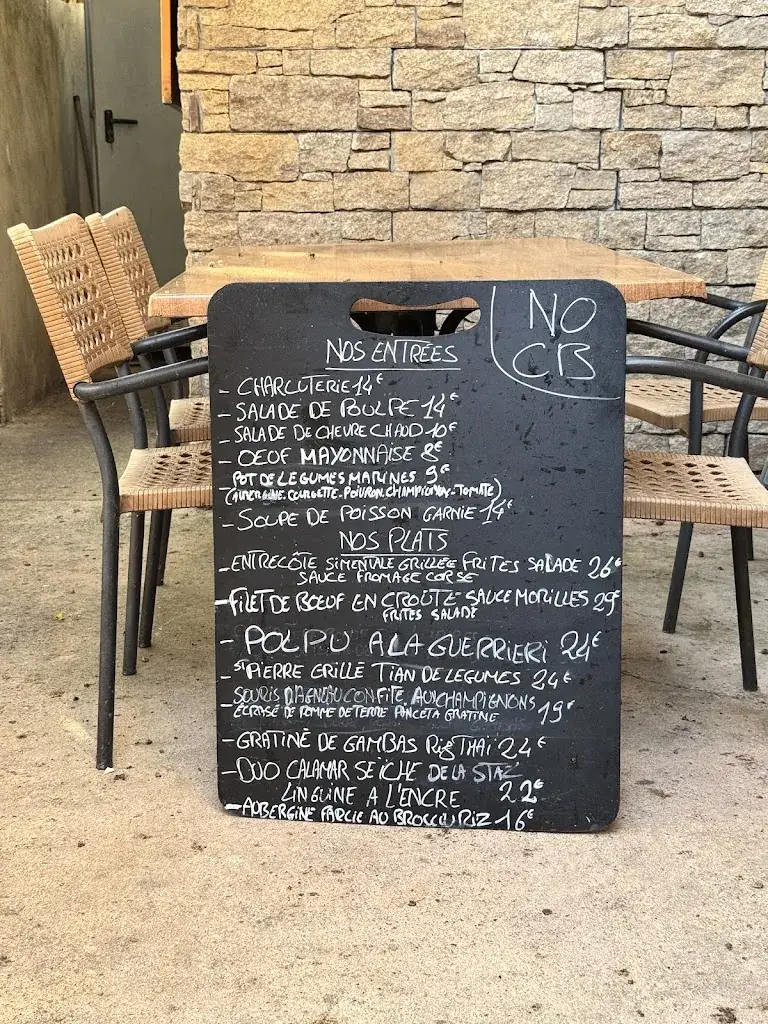 NO
CB
NOS ENTRÉES
- CHARCUTERIE 14€
- SALADE DE POULPE 14€
- SALADE DE CHEVRE CHAUD 10€
- OEUF MAYONNAISE 8€
POT DE LEGUMES MARINES 9€
(AUBERGINE. COURGETTE. POIVRON. CHAMPIGNON - TOMATE)
- SOUPE DE POISSON GARNIE 14€
NOS PLATS
- ENTRECÔTE SIMENTALE GRILLÉE FRITES SALADE 26€
SAUCE FROMAGE CORSE
- FILET DE BOEUF EN CROÛTE SAUCE MORILLES 29€
FRITES SALADE
- POLPU A LA GUERRIERI 24€
- ST PIERRE GRILLÉ TIAN DE LEGUMES 24€
- SOURIS D'AGNEAU CONFITE AUX CHAMPIGNONS
ÉCRASÉ DE POMME DE TERRE PANCETA GRATINÉ 19€
- GRATINÉ DE GAMBAS RIZ THAI 24€
- DUO CALAMAR SEICHE DE LA STAZ
LINGUINE A L'ENCRE 22€
- AUBERGINE FARCIE AU BROCCIU RIZ 16€